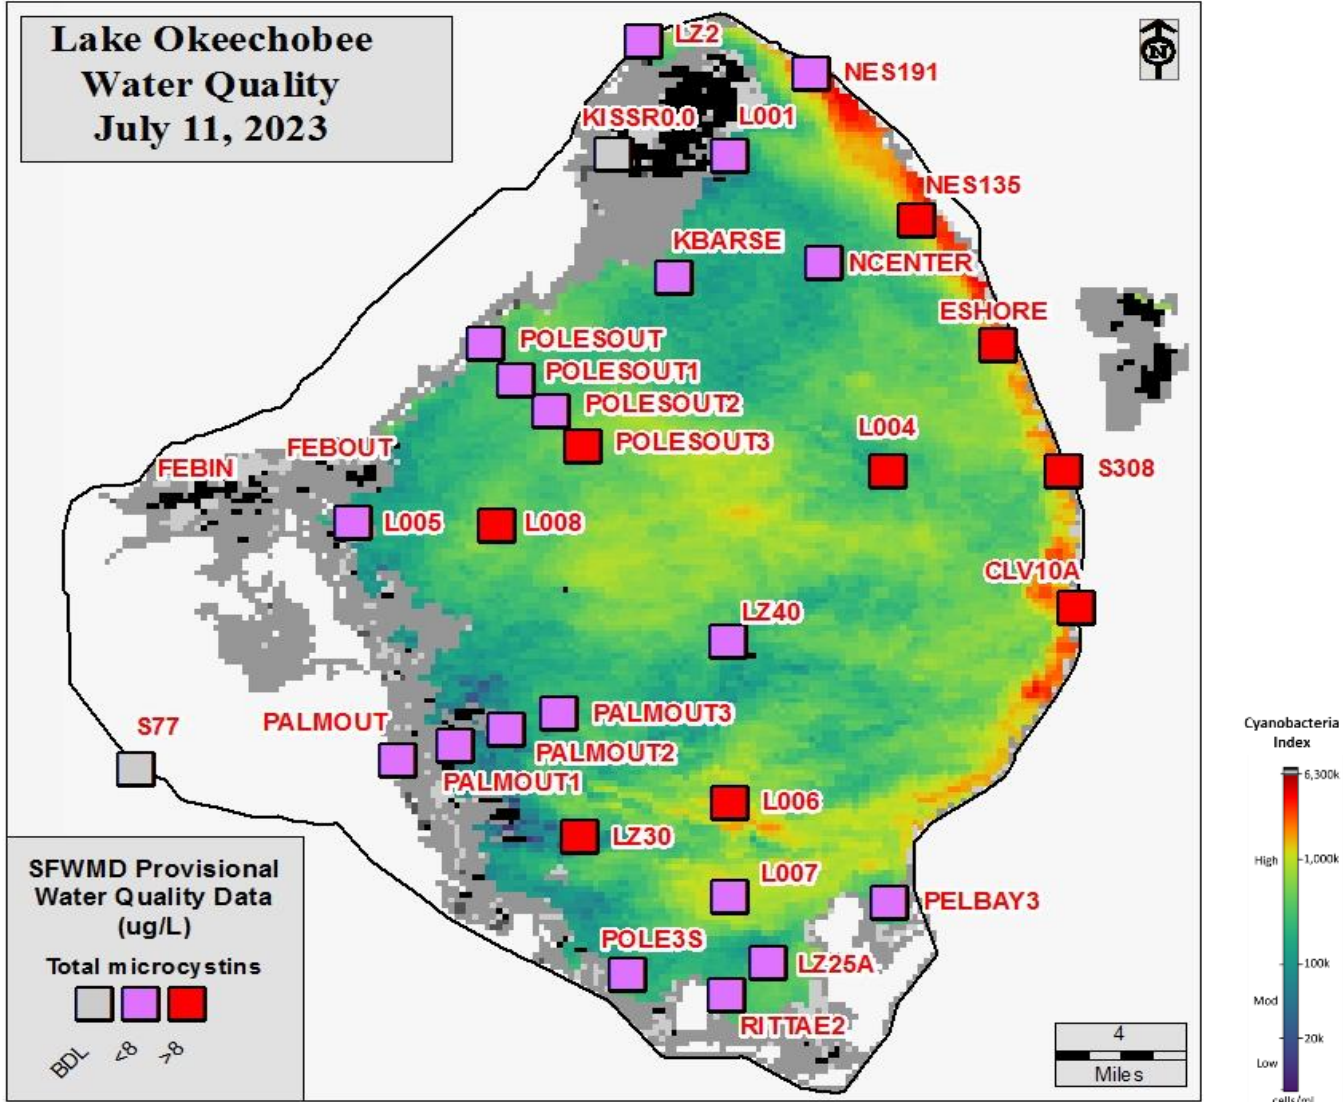 Lake Okeechobee
Water Quality
July 11, 2023
N
LZ2
NES191
KISSR0.0
L001
NES135
KBARSE
NCENTER
ESHORE
POLESOUT
POLESOUT1
POLESOUT2
POLESOUT3
L004
FEBOUT
FEBIN
S308
L005
L008
CLV10A
LZ40
S77
PALMOUT
PALMOUT3
PALMOUT2
PALMOUT1
L006
LZ30
L007
PELBAY3
POLE3S
LZ25A
RITTAE2
SFWMD Provisional
Water Quality Data
(ug/L)
Total microcystins
BDL
<8
>8
4
Miles
Cyanobacteria
Index
6,300k
High
1,000k
100k
Mod
20k
Low
cells/ml